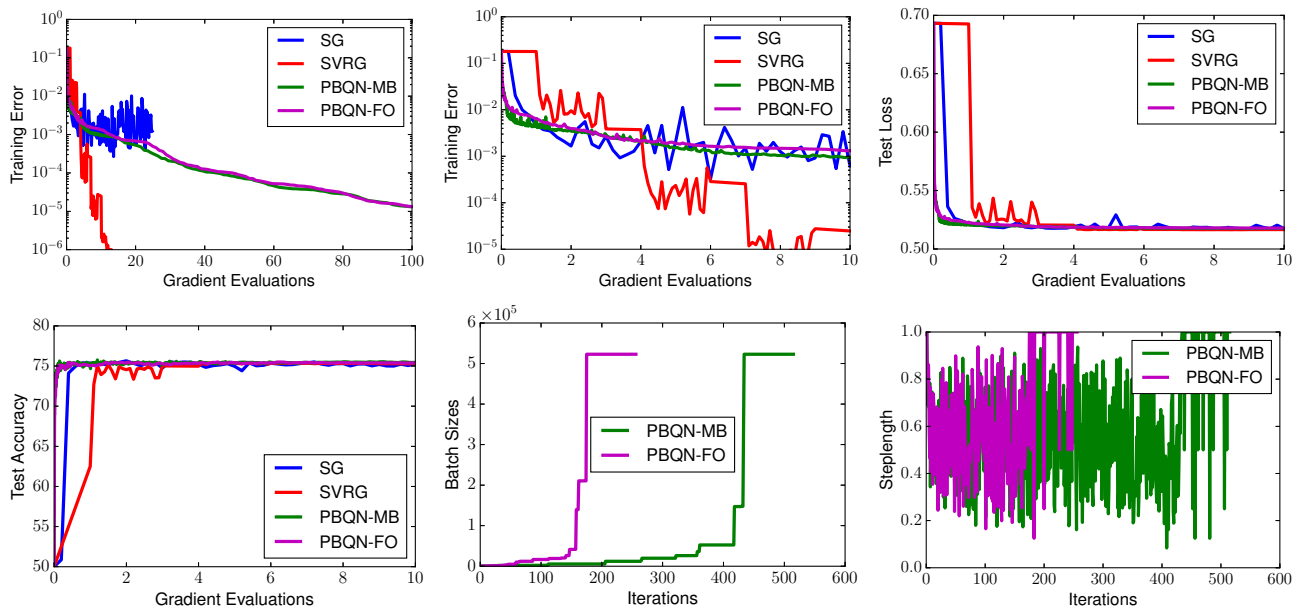 10^0
10^-1
10^-2
10^-3
10^-4
10^-5
10^-6
Training Error
0 20 40 60 80 100
Gradient Evaluations
SG
SVRG
PBQN-MB
PBQN-FO
10^0
10^-1
10^-2
10^-3
10^-4
10^-5
Training Error
0 2 4 6 8 10
Gradient Evaluations
SG
SVRG
PBQN-MB
PBQN-FO
0.70
0.65
0.60
0.55
0.50
Test Loss
0 2 4 6 8 10
Gradient Evaluations
SG
SVRG
PBQN-MB
PBQN-FO
80
75
70
65
60
55
50
Test Accuracy
0 2 4 6 8 10
Gradient Evaluations
SG
SVRG
PBQN-MB
PBQN-FO
×10^5
6
5
4
3
2
1
0
Batch Sizes
0 100 200 300 400 500 600
Iterations
PBQN-MB
PBQN-FO
1.0
0.8
0.6
0.4
0.2
0.0
Steplength
0 100 200 300 400 500 600
Iterations
PBQN-MB
PBQN-FO